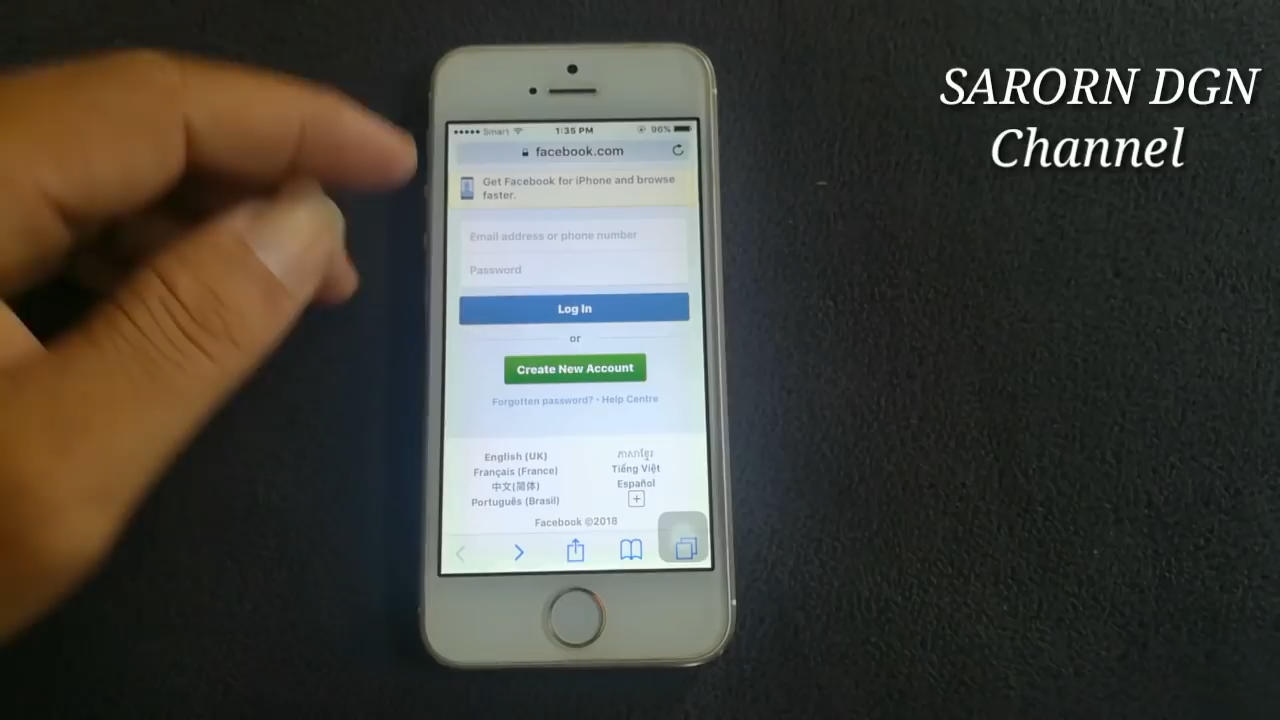 SARORN DGN
Channel
Smart 1:35 PM 96%
facebook.com
Get Facebook for iPhone and browse
faster.
Email address or phone number
Password
Log In
or
Create New Account
Forgotten password? • Help Centre
English (UK)
Français (France)
中文(简体)
Português (Brasil)
ភាសាខ្មែរ
Tiếng Việt
Español
Facebook ©2018